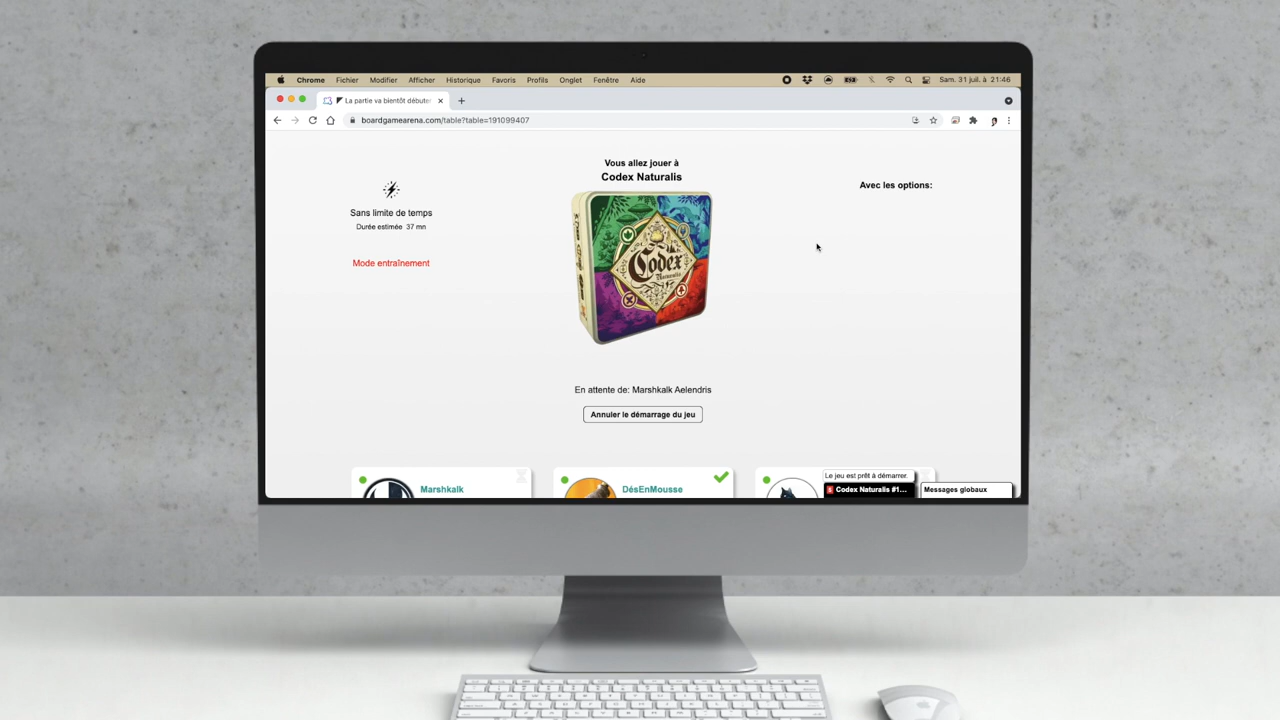 Chrome Fichier Modifier Afficher Historique Favoris Profils Onglet Fenêtre Aide
Sam. 31 juil. à 21:46
La partie va bientôt débuter
boardgamearena.com/table?table=191099407
Vous allez jouer à
Codex Naturalis
Avec les options:
Sans limite de temps
Durée estimée 37 mn
Mode entraînement
Codex
Naturalis
En attente de: Marshkalk Aelendris
Annuler le démarrage du jeu
Marshkalk
DésEnMousse
Le jeu est prêt à démarrer.
Codex Naturalis #1...
Messages globaux